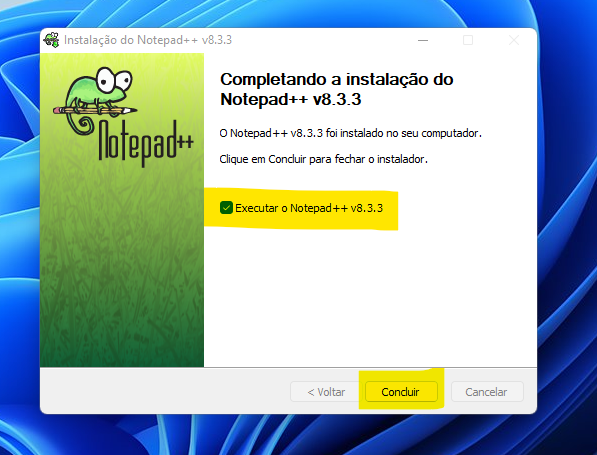 Instalação do Notepad++ v8.3.3
Notepad++
Completando a instalação do
Notepad++ v8.3.3
O Notepad++ v8.3.3 foi instalado no seu computador.
Clique em Concluir para fechar o instalador.
Executar o Notepad++ v8.3.3
< Voltar
Concluir
Cancelar